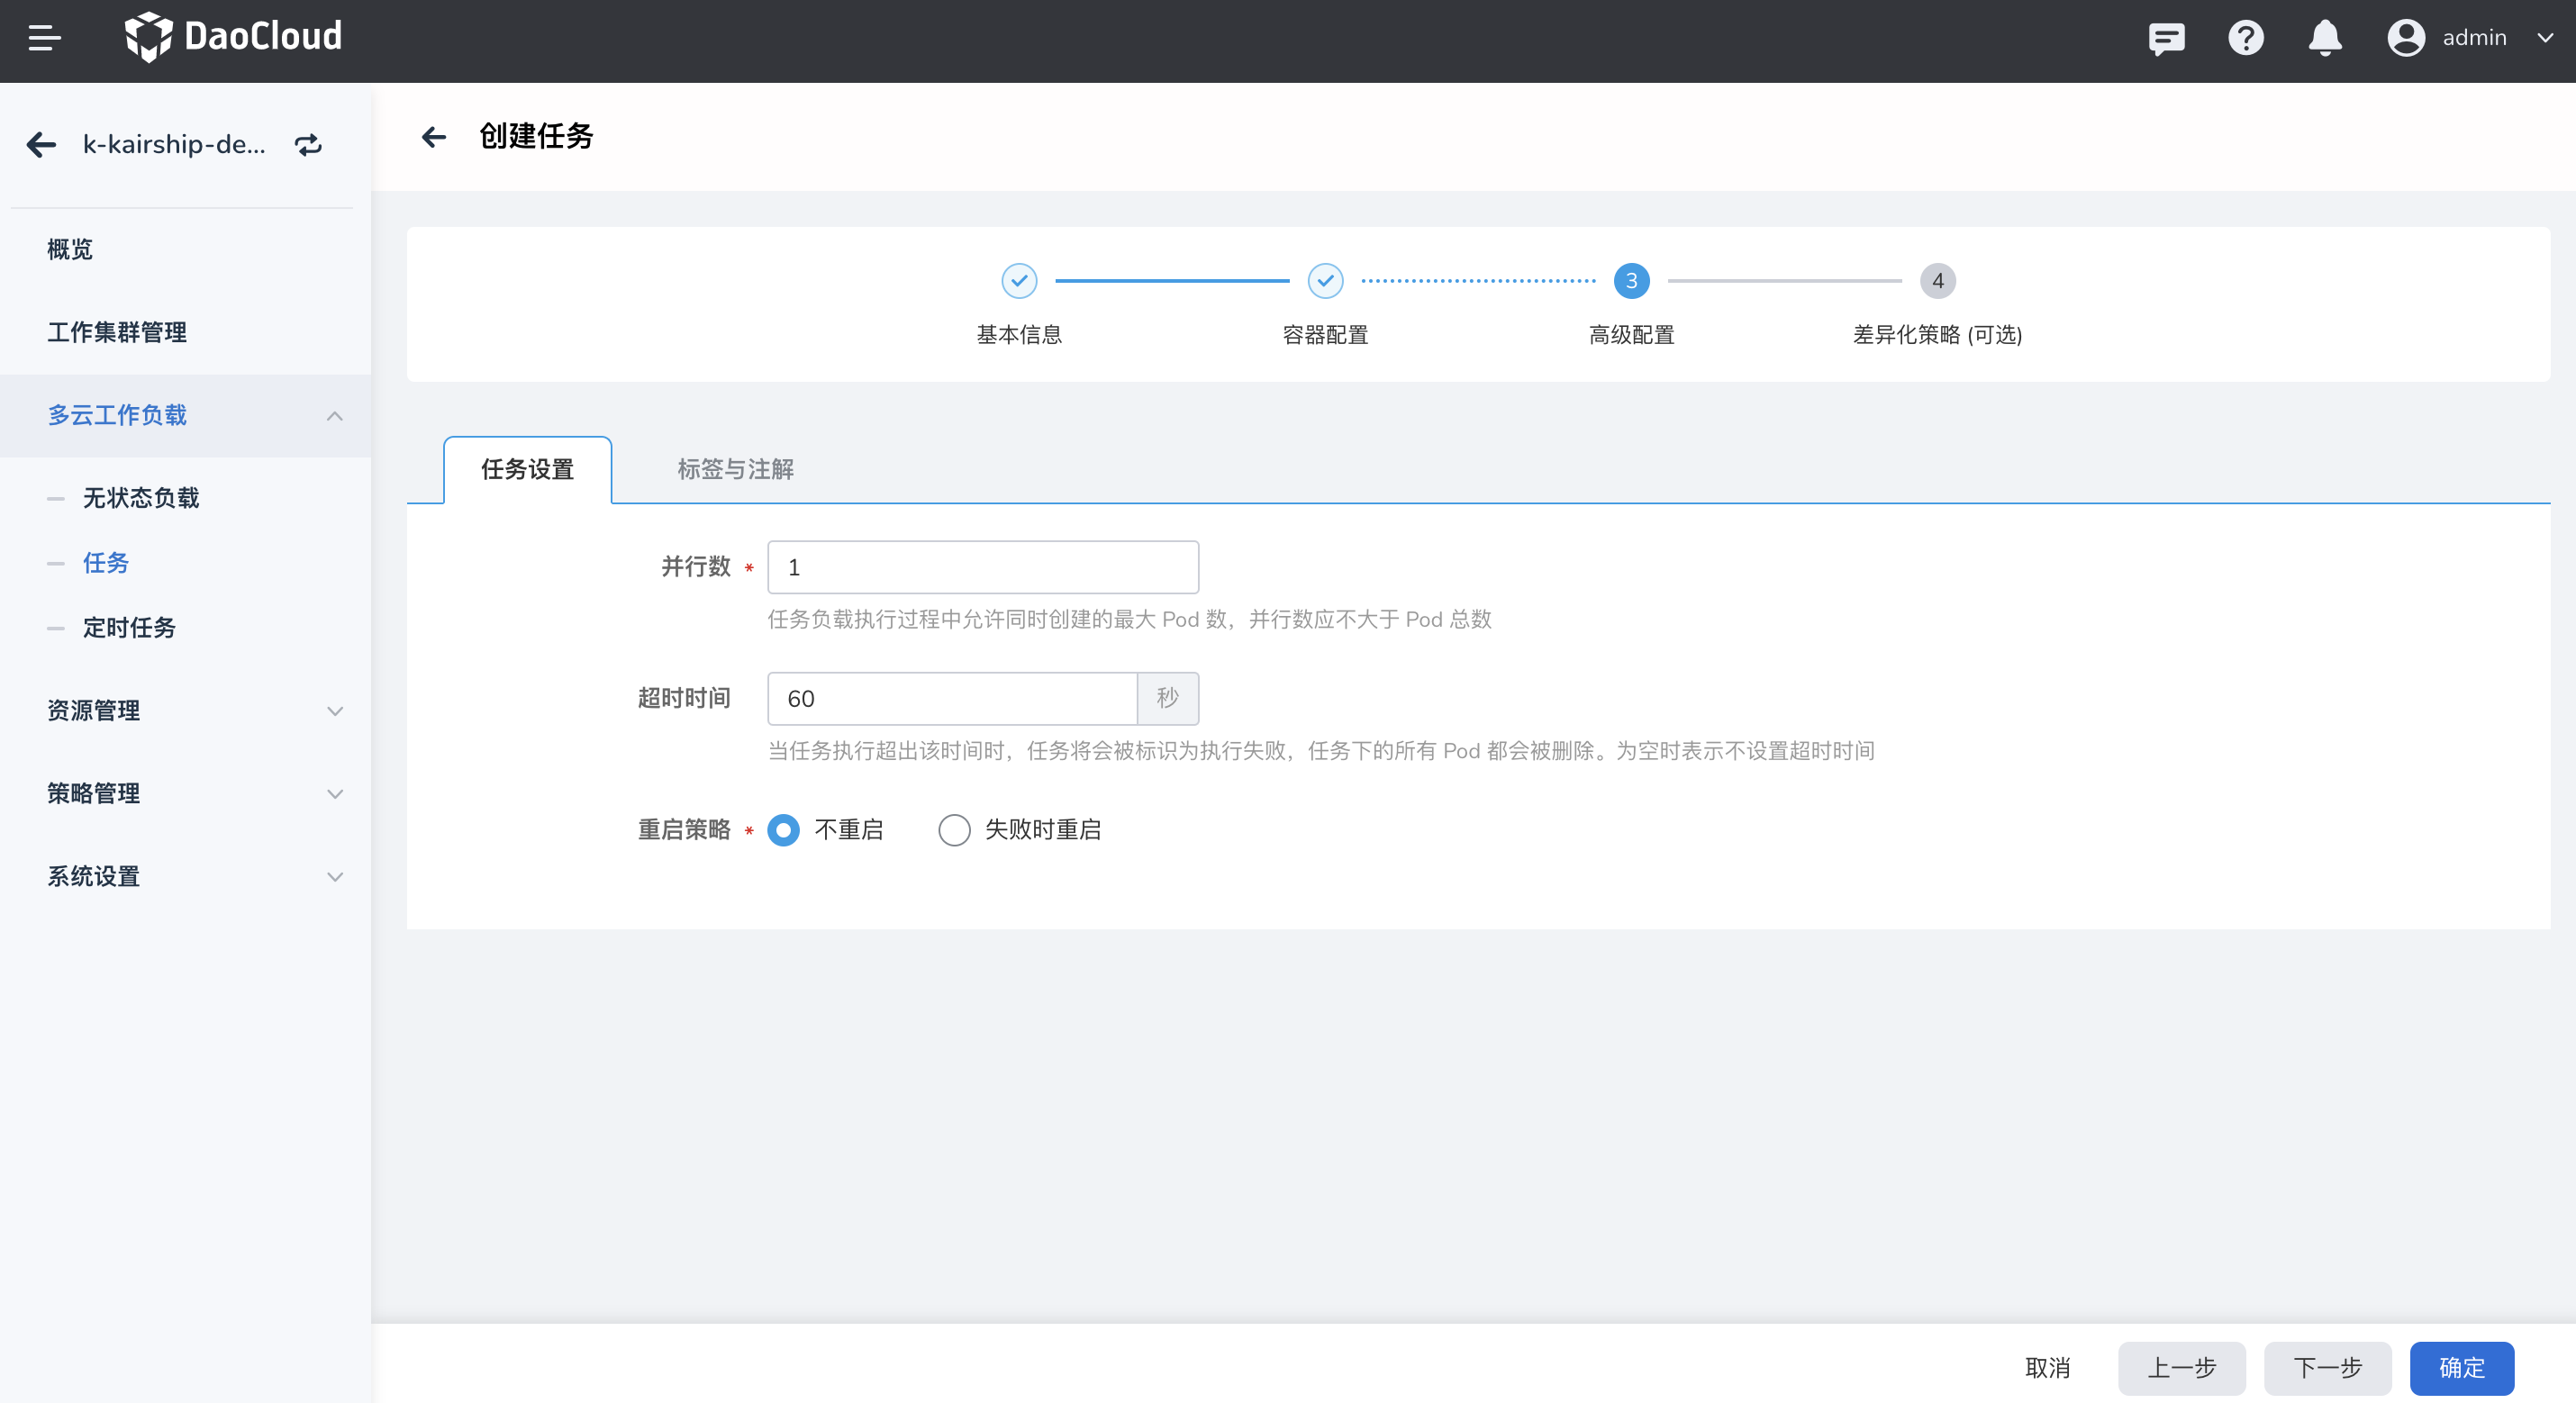 DaoCloud
admin
k-kairship-de...
概览
工作集群管理
多云工作负载
无状态负载
任务
定时任务
资源管理
策略管理
系统设置
创建任务
3
4
基本信息
容器配置
高级配置
差异化策略 (可选)
任务设置
标签与注解
并行数 * 1
任务负载执行过程中允许同时创建的最大 Pod 数，并行数应不大于 Pod 总数
超时时间 60 秒
当任务执行超出该时间时，任务将会被标识为执行失败，任务下的所有 Pod 都会被删除。为空时表示不设置超时时间
重启策略 * 不重启 失败时重启
取消 上一步 下一步 确定